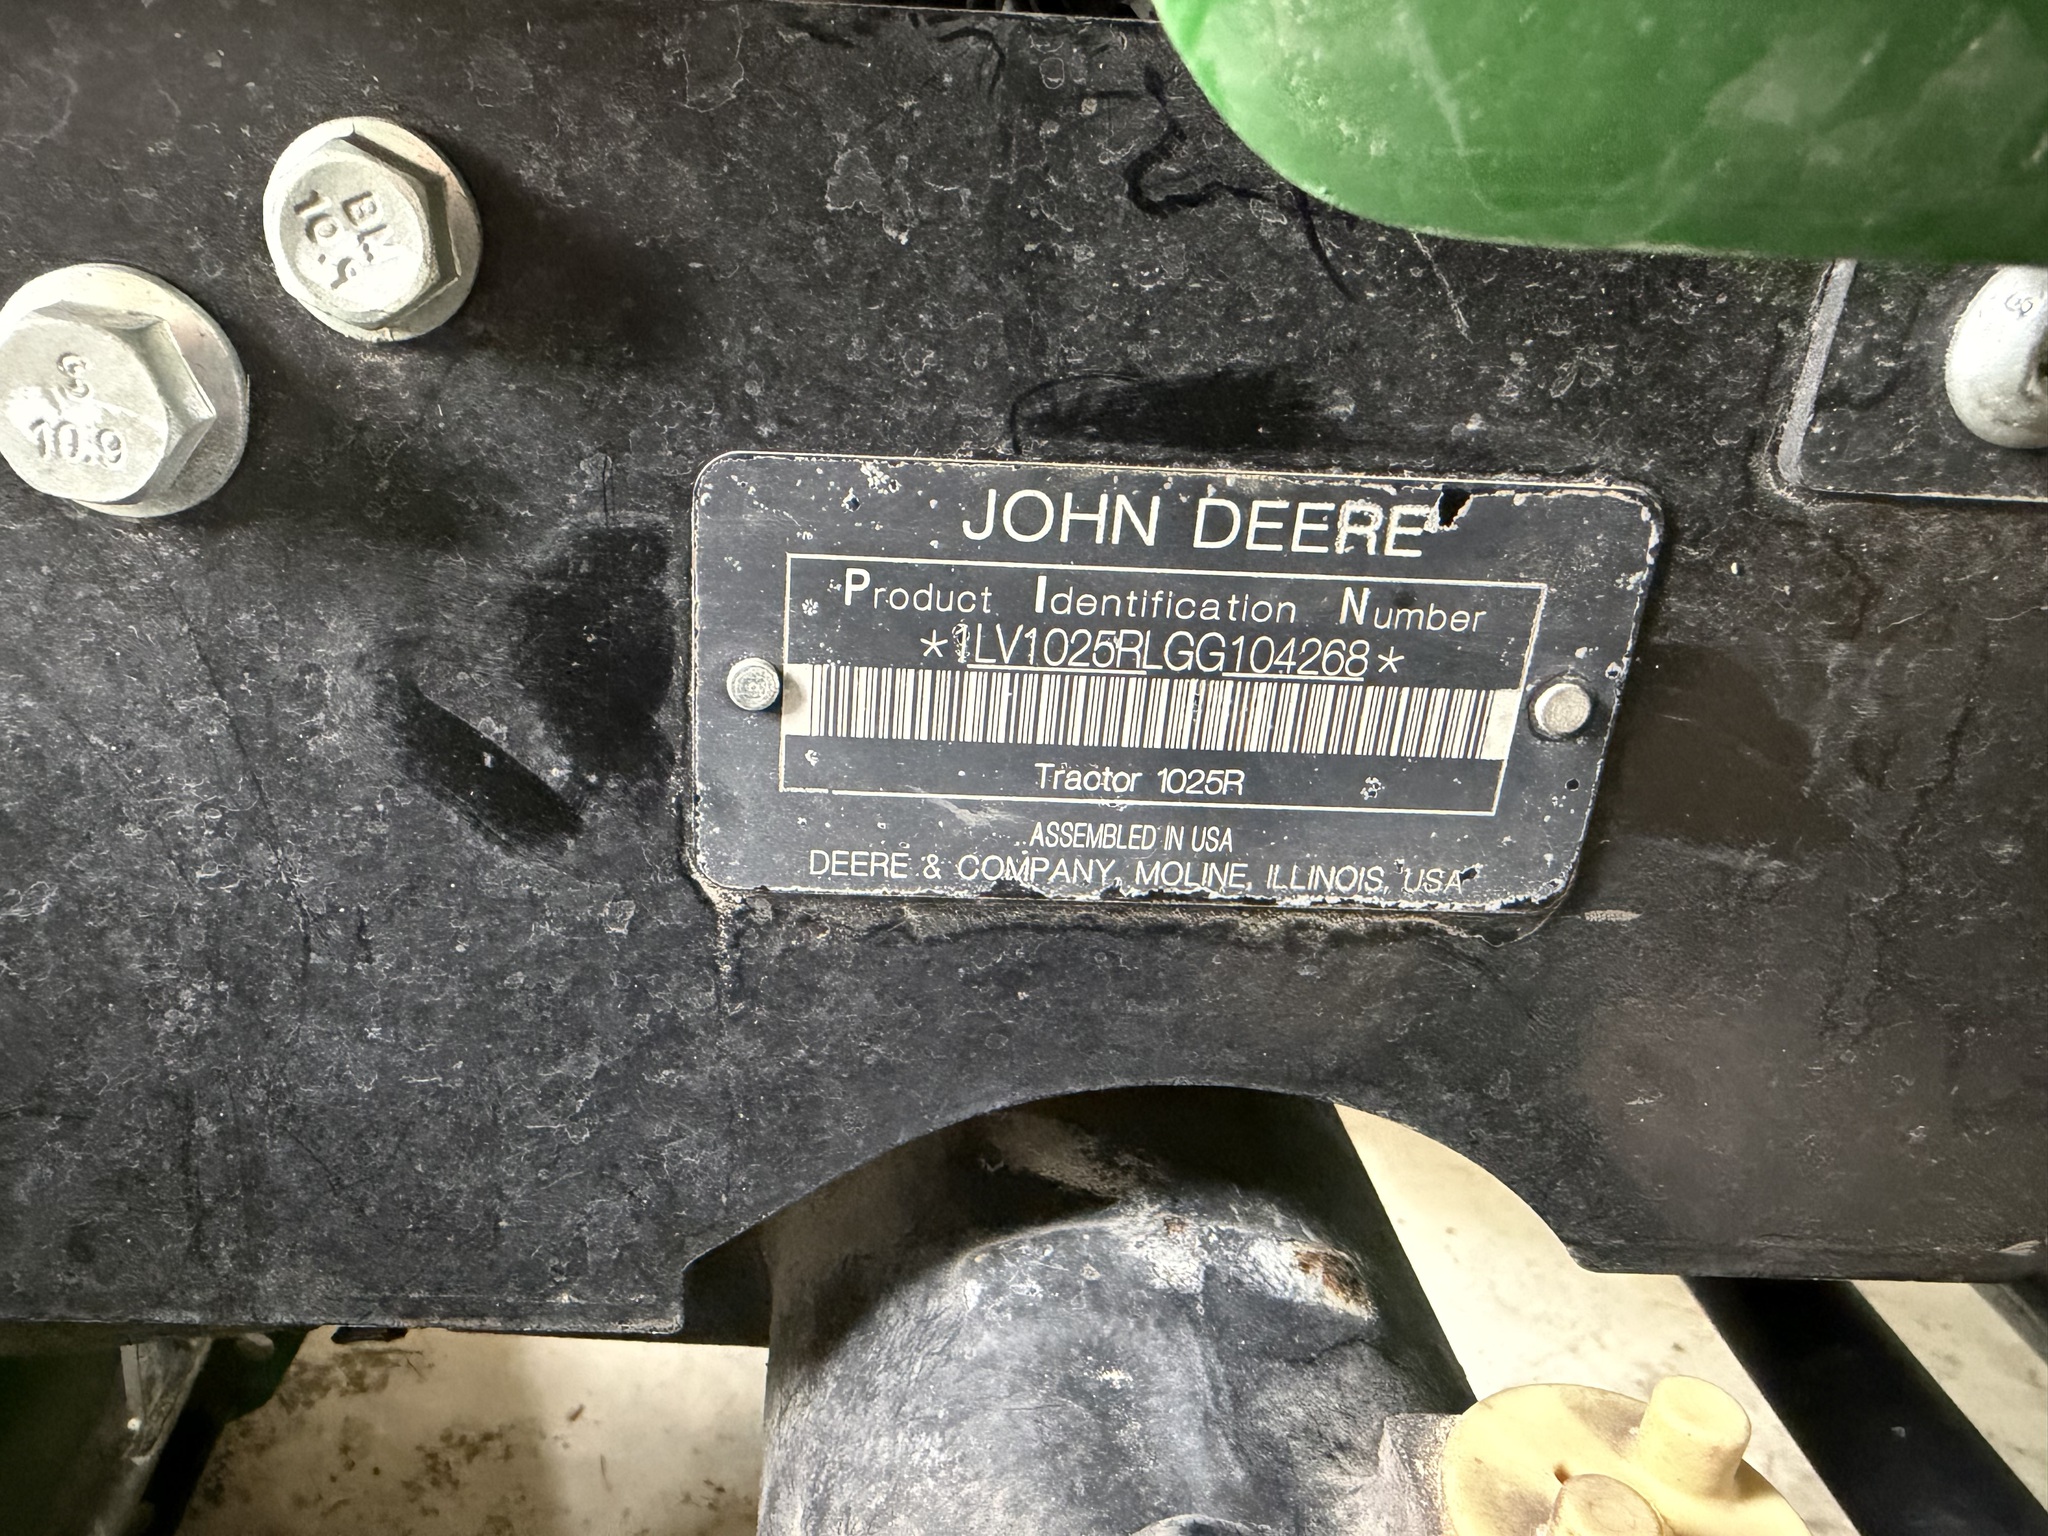 BIV
10.9
10.9
JOHN DEERE
Product Identification Number
*1LV1025RLGG104268*
Tractor 1025R
ASSEMBLED IN USA
DEERE & COMPANY, MOLINE, ILLINOIS, USA